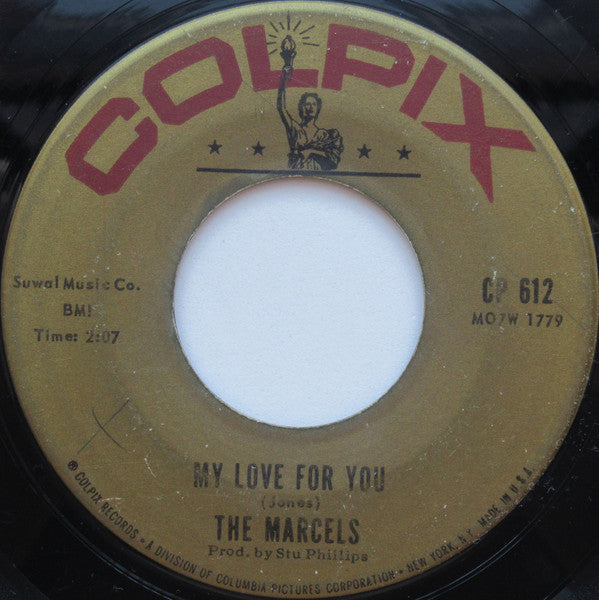 COLPIX
Suwal Music Co.
BMI
Time: 2:07
CP 612
MO7W 1779
MY LOVE FOR YOU
(Jones)
THE MARCELS
Prod. by Stu Phillips
® COLPIX RECORDS • A DIVISION OF COLUMBIA PICTURES CORPORATION • NEW YORK, N.Y. MADE IN U.S.A.